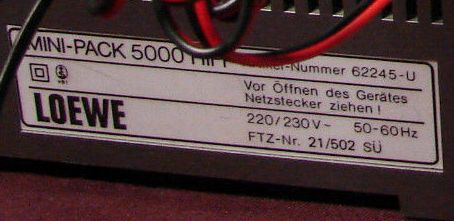 MINI-PACK 5000 HIFI
-Nummer 62245-U
Vor Öffnen des Gerätes
Netzstecker ziehen!
LOEWE
220/230V~ 50-60Hz
FTZ-Nr. 21/502 SÜ